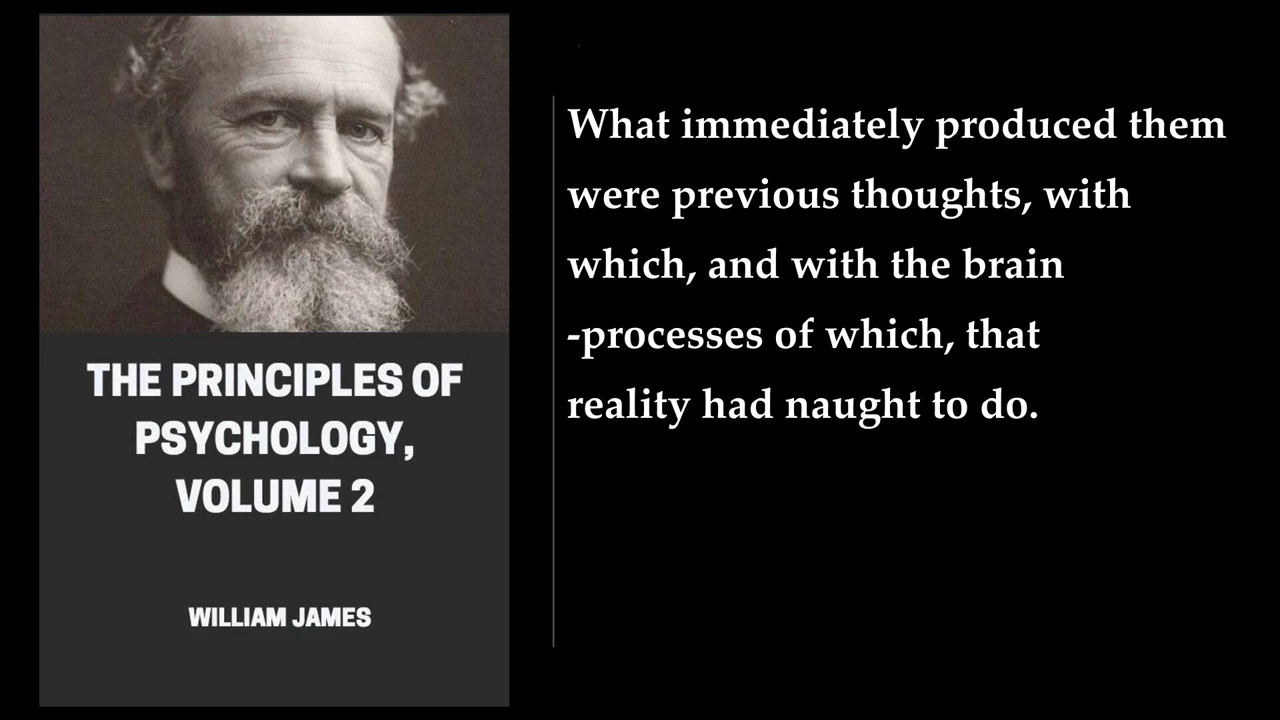 THE PRINCIPLES OF
PSYCHOLOGY,
VOLUME 2
WILLIAM JAMES
What immediately produced them
were previous thoughts, with
which, and with the brain
-processes of which, that
reality had naught to do.